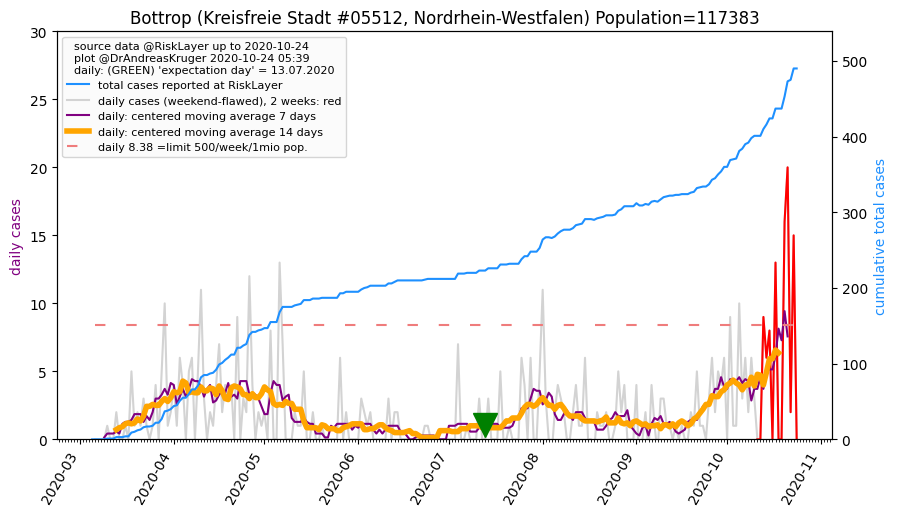 Bottrop (Kreisfreie Stadt #05512, Nordrhein-Westfalen) Population=117383
source data @RiskLayer up to 2020-10-24
plot @DrAndreasKruger 2020-10-24 05:39
daily: (GREEN) 'expectation day' = 13.07.2020
total cases reported at RiskLayer
daily cases (weekend-flawed), 2 weeks: red
daily: centered moving average 7 days
daily: centered moving average 14 days
daily 8.38 =limit 500/week/1mio pop.
daily cases
30
25
20
15
10
5
0
cumulative total cases
500
400
300
200
100
0
2020-03
2020-04
2020-05
2020-06
2020-07
2020-08
2020-09
2020-10
2020-11